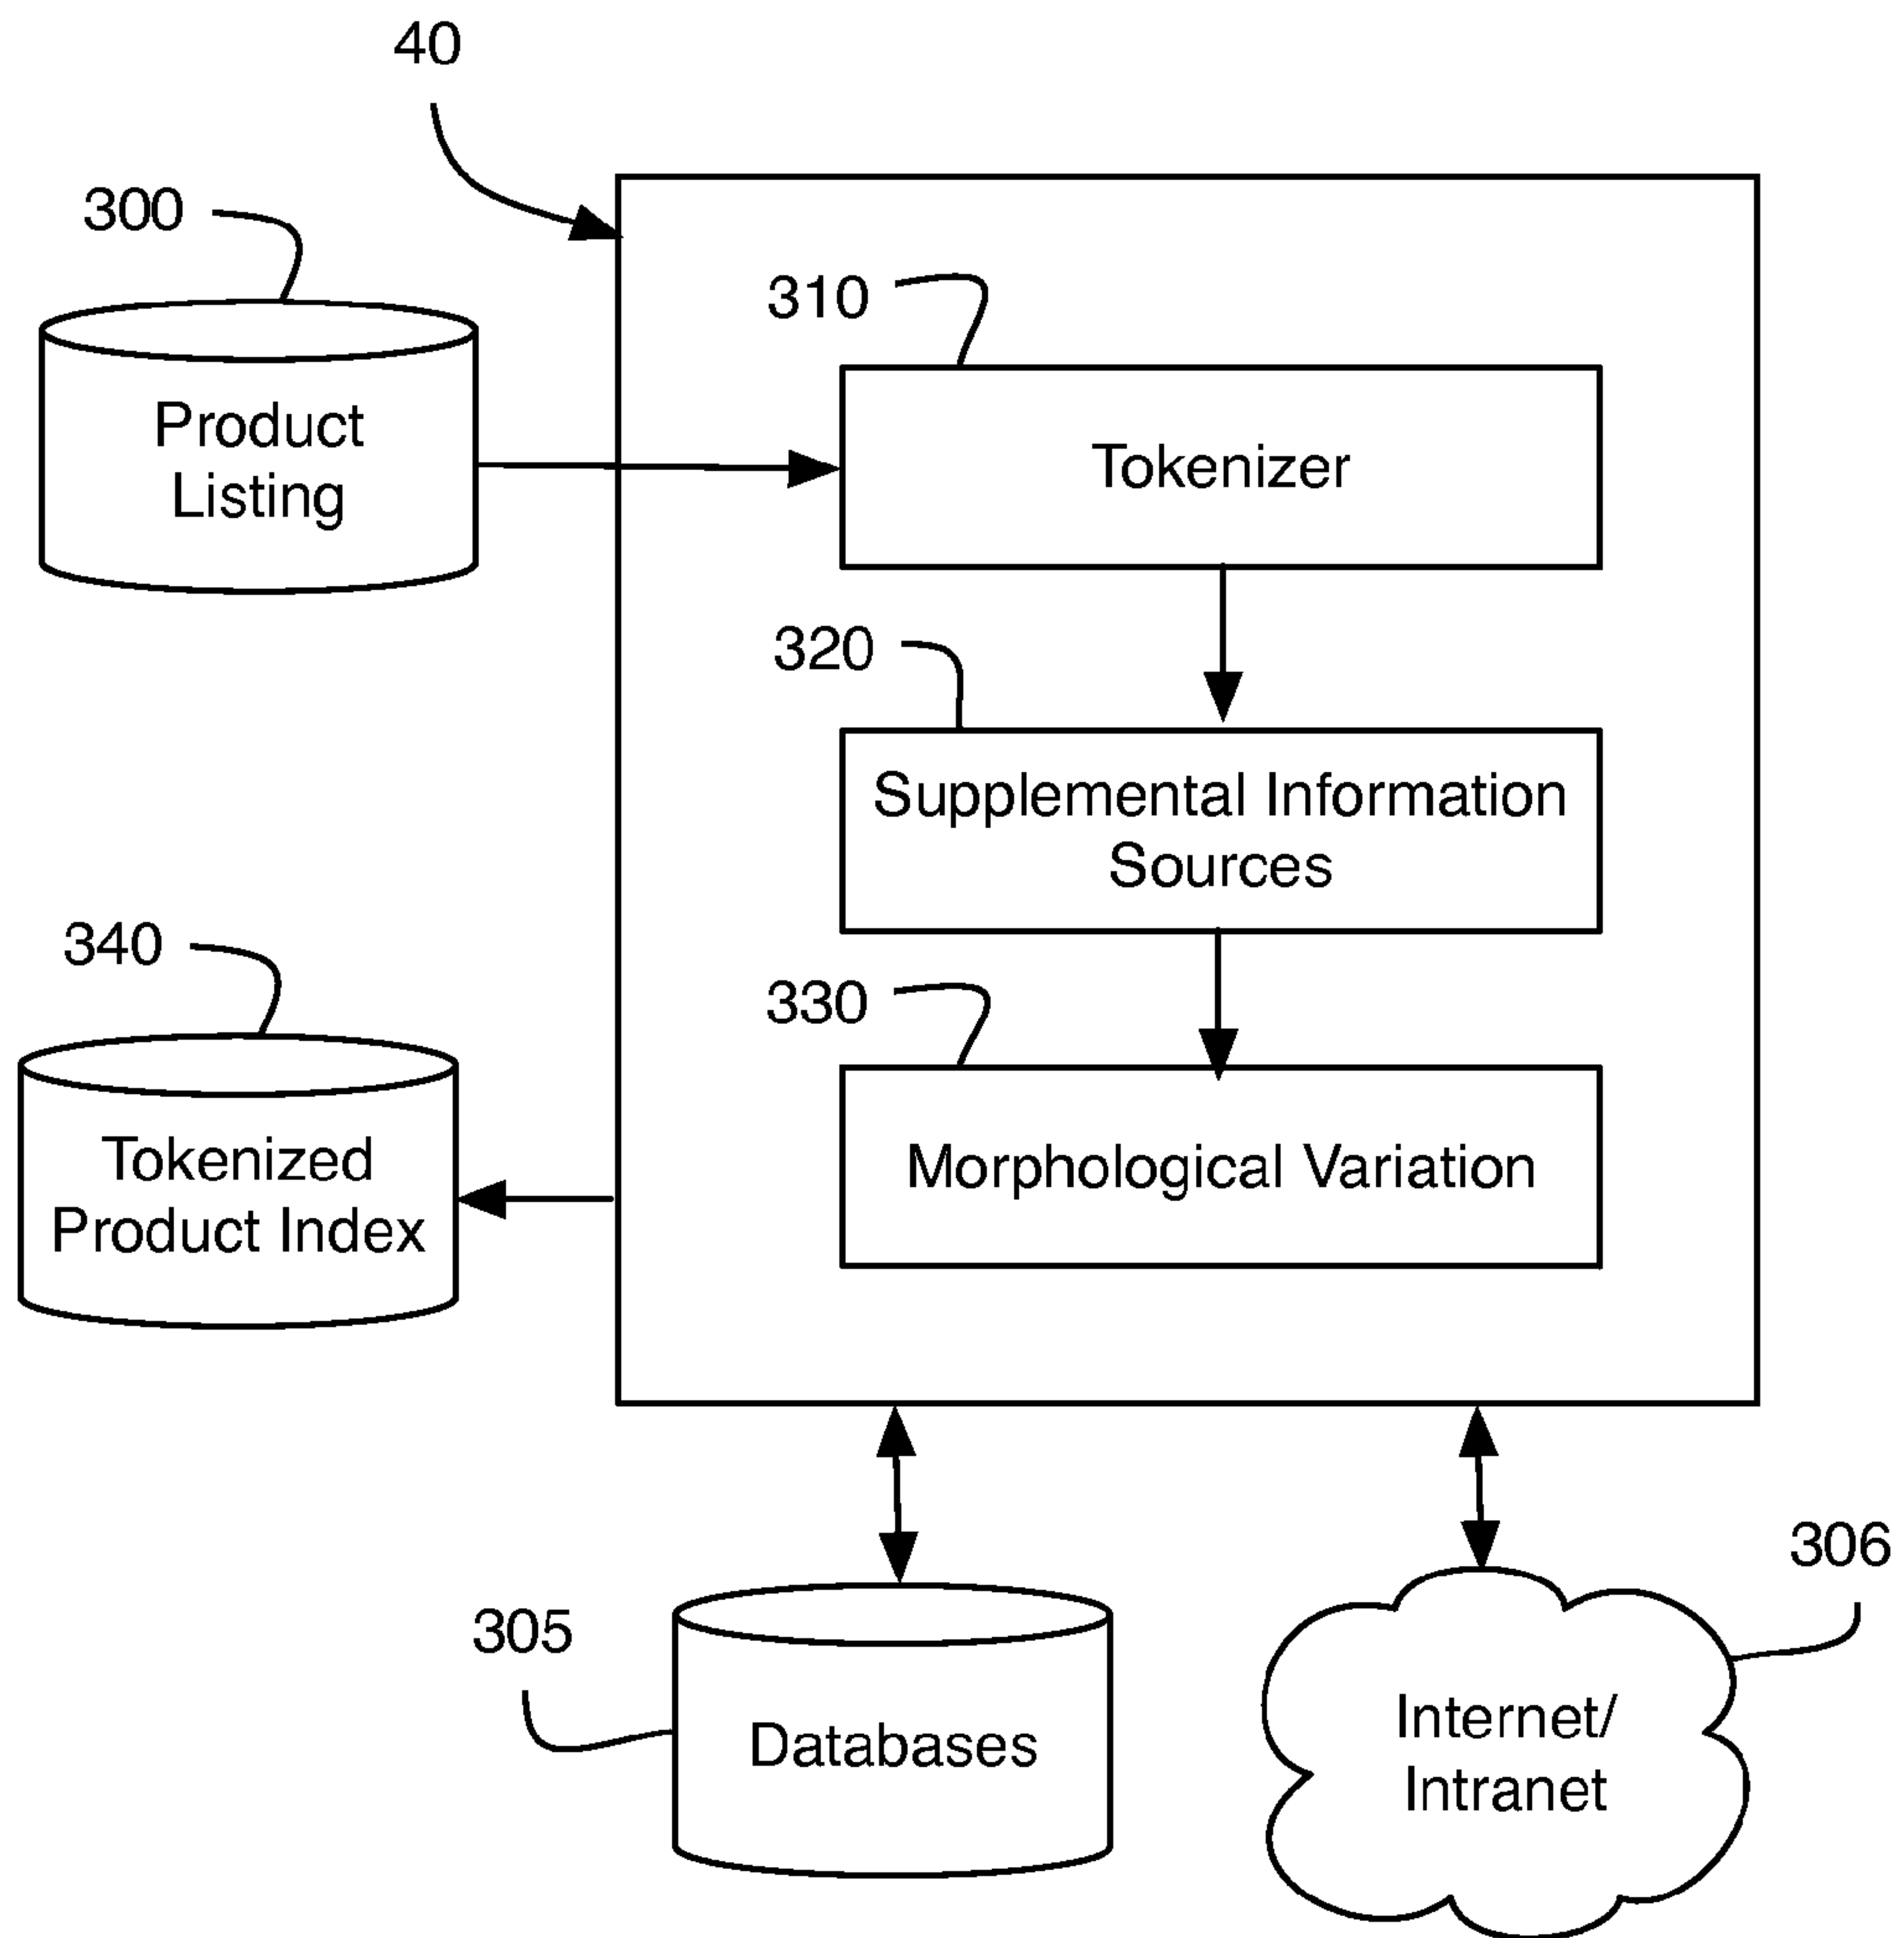 40
300
310
Product
Listing
Tokenizer
320
Supplemental Information
Sources
340
330
Tokenized
Product Index
Morphological Variation
306
305
Databases
Internet/
Intranet